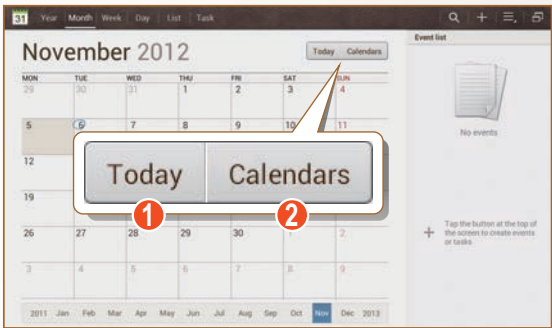 31 Year Month Week Day List Task
November 2012
Today Calendars
Event list
MON TUE WED THU FRI SAT SUN
29 30 31 1 2 3 4
No events
5 6 7 8 9 10 11
Today Calendars
1 2
12
19
26 27 28 29 30 1 2
Tap the button at the top of
the screen to create events
or tasks.
3 4 5 6 7 8 9
2011 Jan Feb Mar Apr May Jun Jul Aug Sep Oct Nov Dec 2013